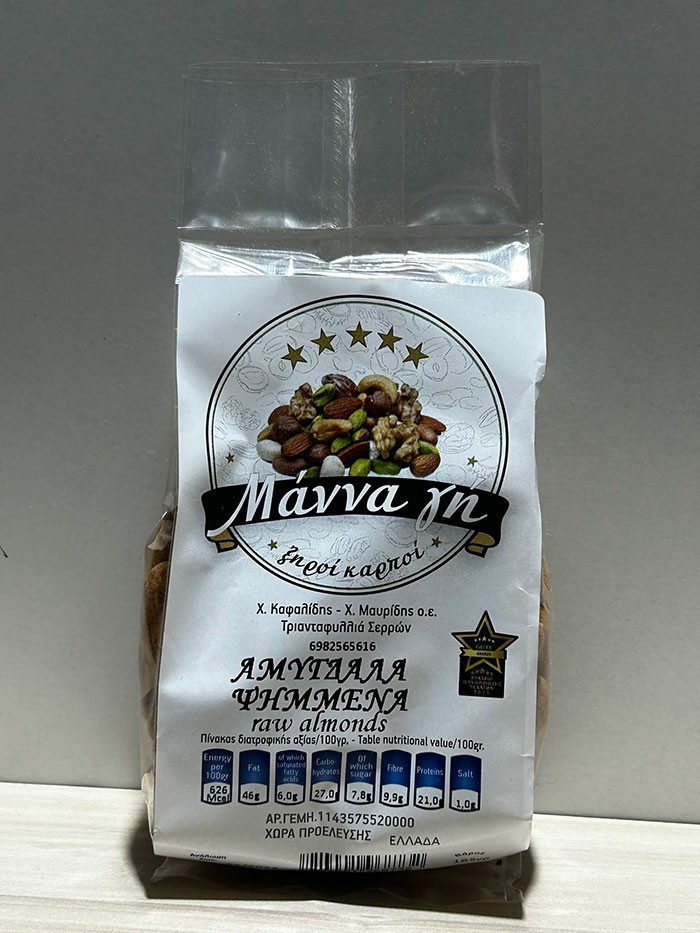 Μάννα γη
ξηροί καρποί
Χ. Καφαλίδης - Χ. Μαυρίδης ο.ε.
Τριανταφυλλιά Σερρών
6982565616
ΑΜΥΓΔΑΛΑ
ΨΗΜΜΕΝΑ
raw almonds
Πίνακας διατροφικής αξίας/100γρ. - Table nutritional value/100gr.
Energy per 100gr 626 Mcal
Fat 46g
of which saturated fatty acids 6,0g
Carbohydrates 27,0
Of which sugar 7,8g
Fibre 9,9g
Proteins 21,0
Salt 1,0g
ΑΡ.ΓΕΜΗ.1143575520000
ΧΩΡΑ ΠΡΟΕΛΕΥΣΗΣ ΕΛΛΑΔΑ